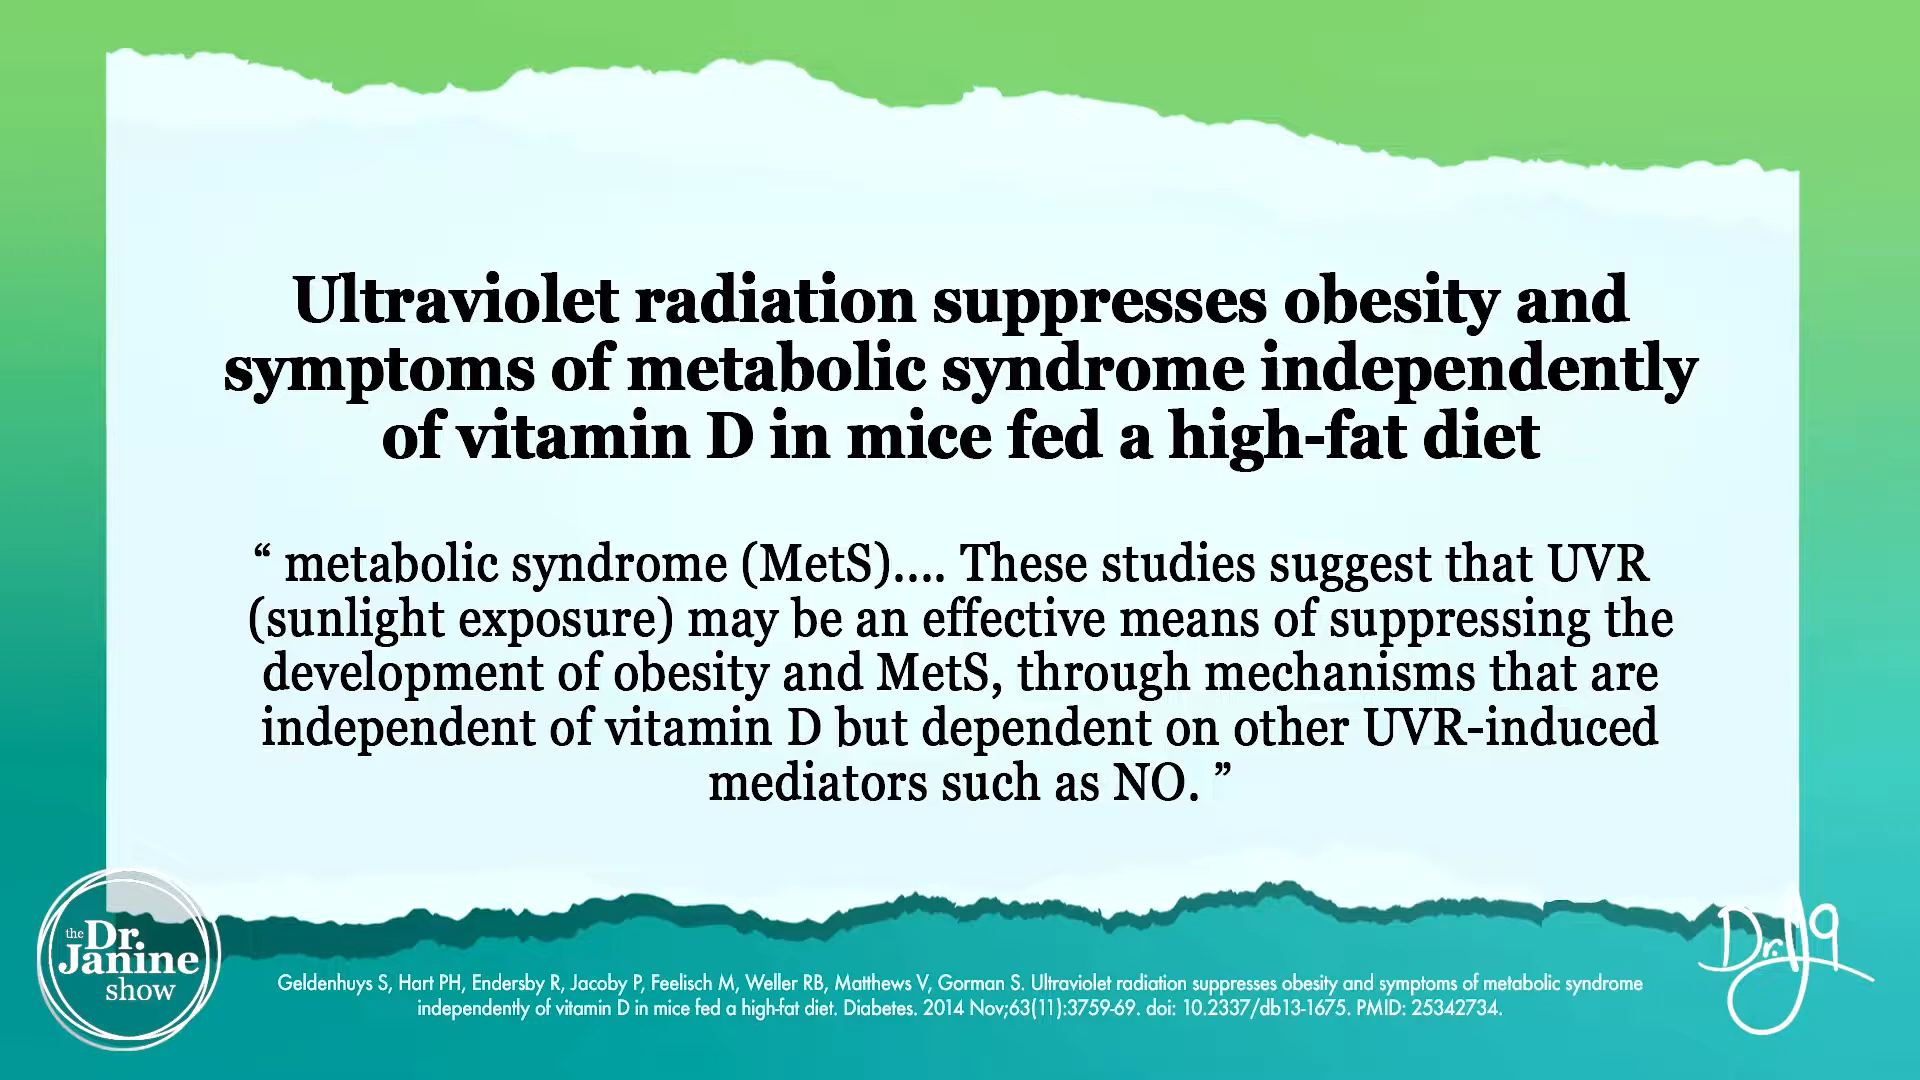 Ultraviolet radiation suppresses obesity and
symptoms of metabolic syndrome independently
of vitamin D in mice fed a high-fat diet
“ metabolic syndrome (MetS).... These studies suggest that UVR
(sunlight exposure) may be an effective means of suppressing the
development of obesity and MetS, through mechanisms that are
independent of vitamin D but dependent on other UVR-induced
mediators such as NO. ”
the Dr.
Janine
show
Geldenhuys S, Hart PH, Endersby R, Jacoby P, Feelisch M, Weller RB, Matthews V, Gorman S. Ultraviolet radiation suppresses obesity and symptoms of metabolic syndrome
independently of vitamin D in mice fed a high-fat diet. Diabetes. 2014 Nov;63(11):3759-69. doi: 10.2337/db13-1675. PMID: 25342734.
Dr.J9